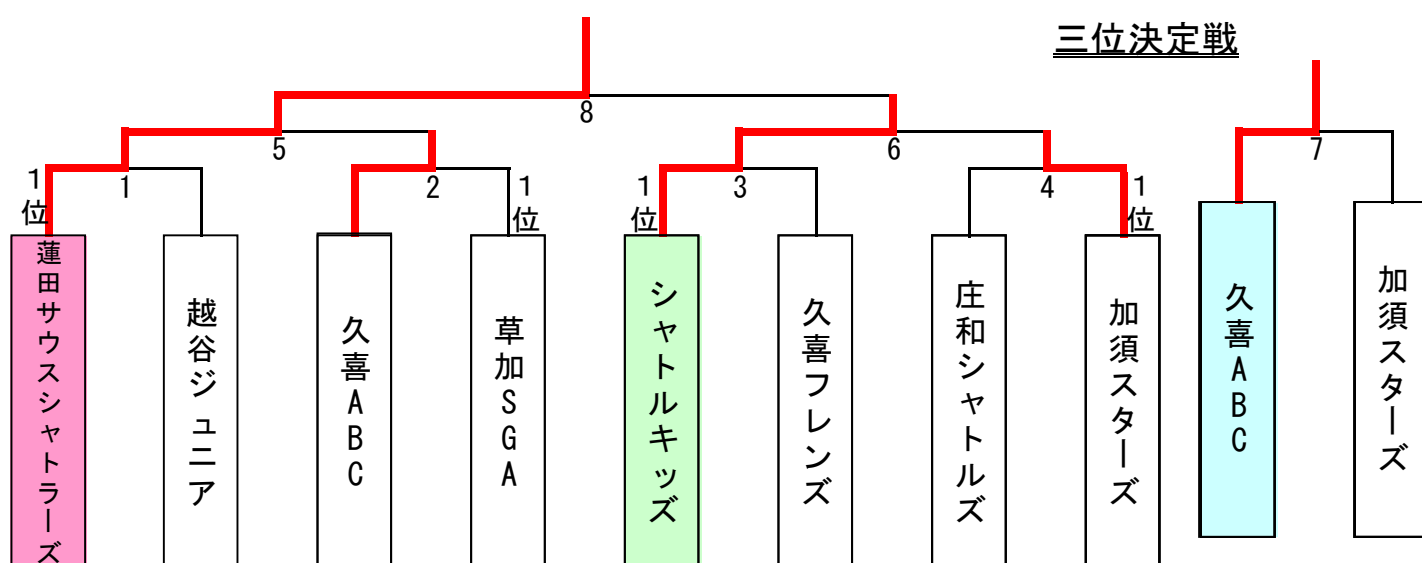 三位決定戦
8
5
6
7
1
2
3
4
1位
1位
1位
1位
蓮田サウスシャトラーズ
越谷ジュニア
久喜ABC
草加SGA
シャトルキッズ
久喜フレンズ
庄和シャトルズ
加須スターズ
久喜ABC
加須スターズ